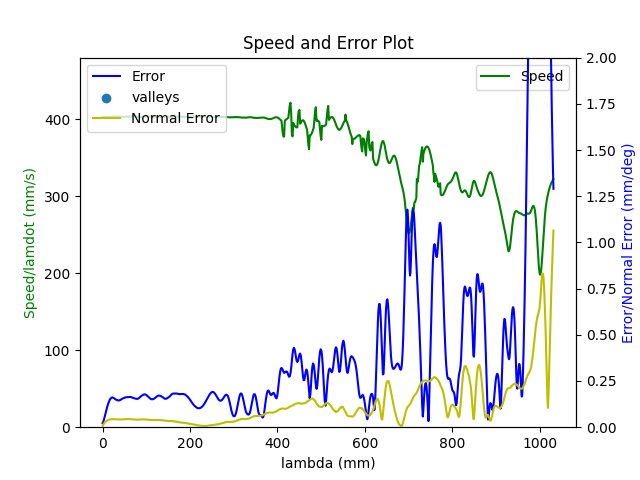 Speed and Error Plot
Error
valleys
Normal Error
Speed
Speed/lamdot (mm/s)
400
300
200
100
0
2.00
1.75
1.50
1.25
1.00
0.75
0.50
0.25
0.00
Error/Normal Error (mm/deg)
0
200
400
600
800
1000
lambda (mm)